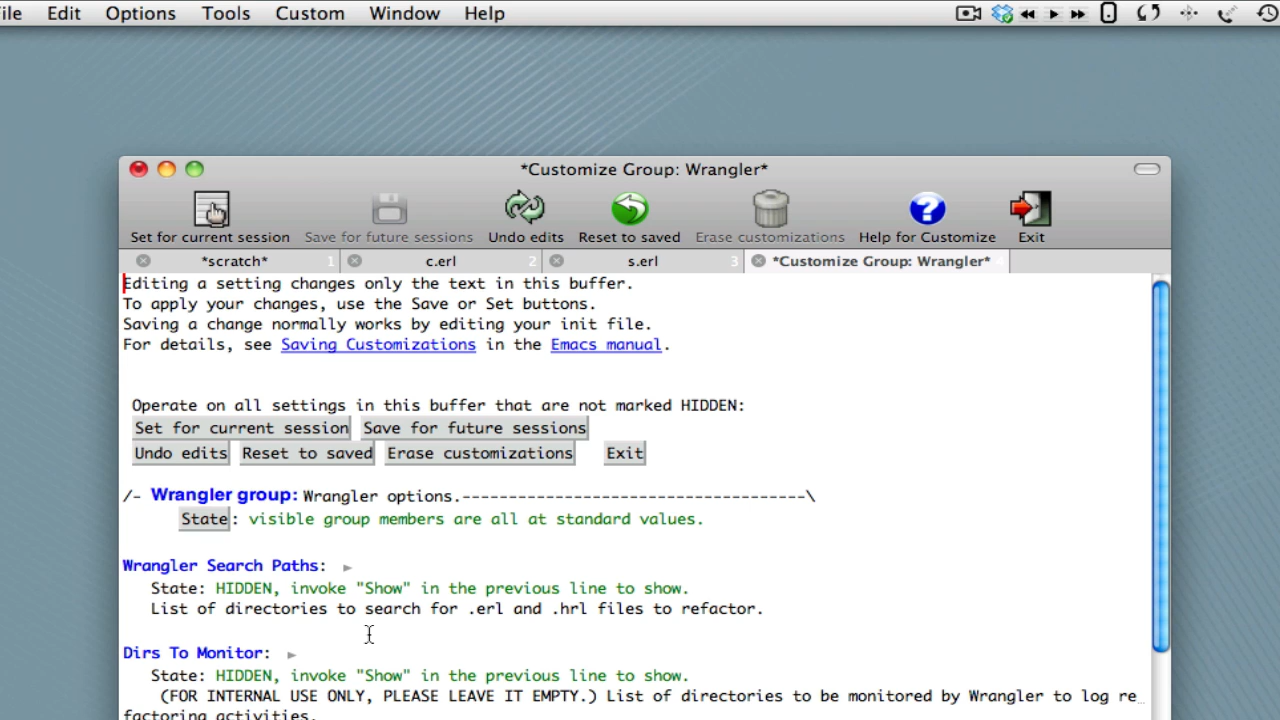 ile Edit Options Tools Custom Window Help
*Customize Group: Wrangler*
Set for current session Save for future sessions Undo edits Reset to saved Erase customizations Help for Customize Exit
*scratch* 1 c.erl 2 s.erl 3 *Customize Group: Wrangler* 4
Editing a setting changes only the text in this buffer.
To apply your changes, use the Save or Set buttons.
Saving a change normally works by editing your init file.
For details, see Saving Customizations in the Emacs manual.
Operate on all settings in this buffer that are not marked HIDDEN:
Set for current session Save for future sessions
Undo edits Reset to saved Erase customizations Exit
/- Wrangler group: Wrangler options.-------------------------------------\
State: visible group members are all at standard values.
Wrangler Search Paths:
State: HIDDEN, invoke "Show" in the previous line to show.
List of directories to search for .erl and .hrl files to refactor.
Dirs To Monitor:
State: HIDDEN, invoke "Show" in the previous line to show.
(FOR INTERNAL USE ONLY, PLEASE LEAVE IT EMPTY.) List of directories to be monitored by Wrangler to log re…
factoring activities.